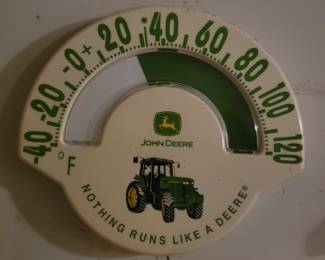 -40 -20 -0+ 20 40 60 80 100 120
°F
JOHN DEERE
NOTHING RUNS LIKE A DEERE®